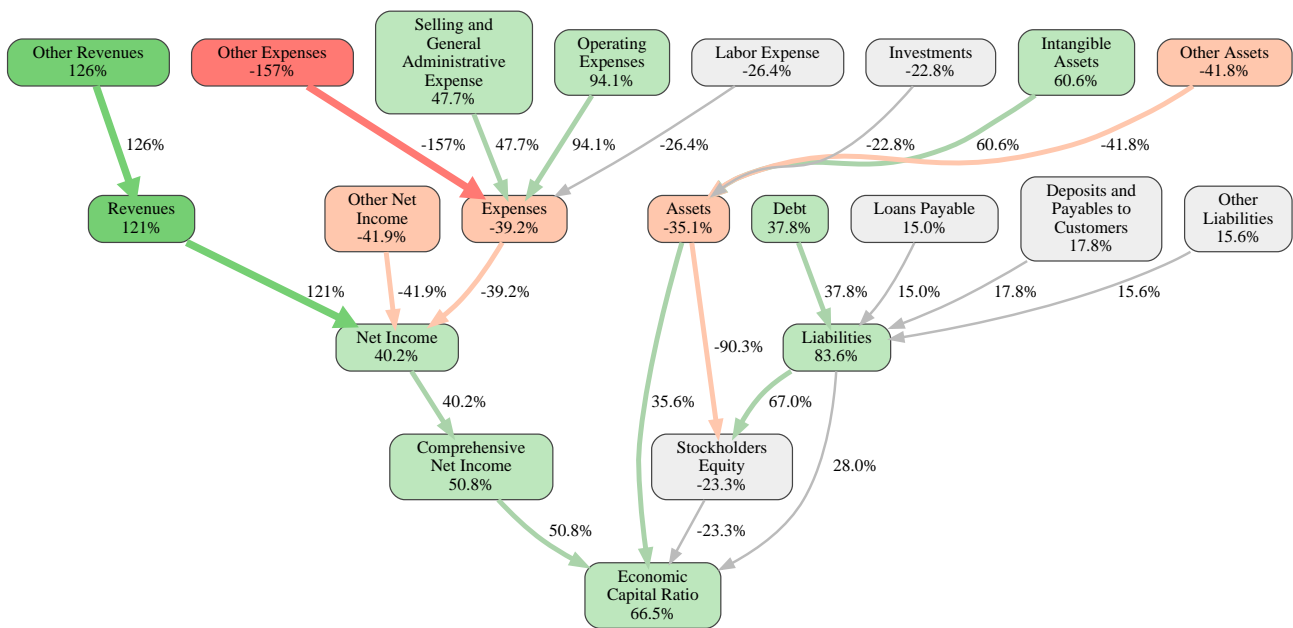 Other Revenues
126%
Other Expenses
-157%
Selling and
General
Administrative
Expense
47.7%
Operating
Expenses
94.1%
Labor Expense
-26.4%
Investments
-22.8%
Intangible
Assets
60.6%
Other Assets
-41.8%
126%
-157%
47.7%
94.1%
-26.4%
-22.8%
60.6%
-41.8%
Revenues
121%
Other Net
Income
-41.9%
Expenses
-39.2%
Assets
-35.1%
Debt
37.8%
Loans Payable
15.0%
Deposits and
Payables to
Customers
17.8%
Other
Liabilities
15.6%
121%
-41.9%
-39.2%
37.8%
15.0%
17.8%
15.6%
Net Income
40.2%
-90.3%
Liabilities
83.6%
40.2%
35.6%
67.0%
Comprehensive
Net Income
50.8%
Stockholders
Equity
-23.3%
28.0%
50.8%
-23.3%
Economic
Capital Ratio
66.5%